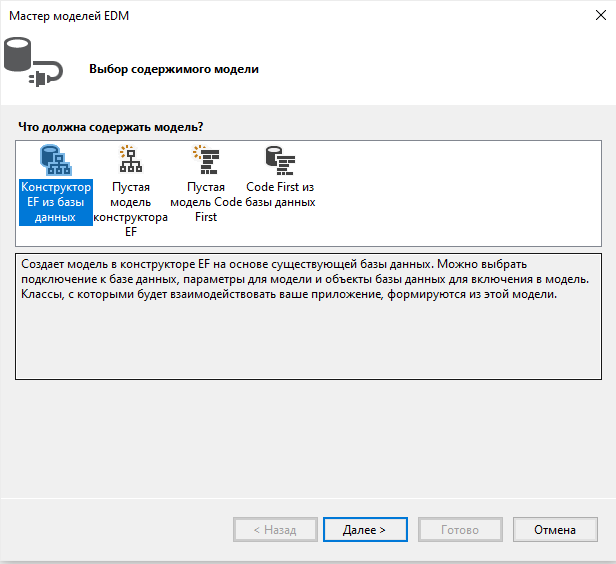 Мастер моделей EDM
Выбор содержимого модели
Что должна содержать модель?
Конструктор
EF из базы
данных
Пустая
модель
конструктора
EF
Пустая
модель Code
First
Code First из
базы данных
Создает модель в конструкторе EF на основе существующей базы данных. Можно выбрать
подключение к базе данных, параметры для модели и объекты базы данных для включения в модель.
Классы, с которыми будет взаимодействовать ваше приложение, формируются из этой модели.
< Назад
Далее >
Готово
Отмена